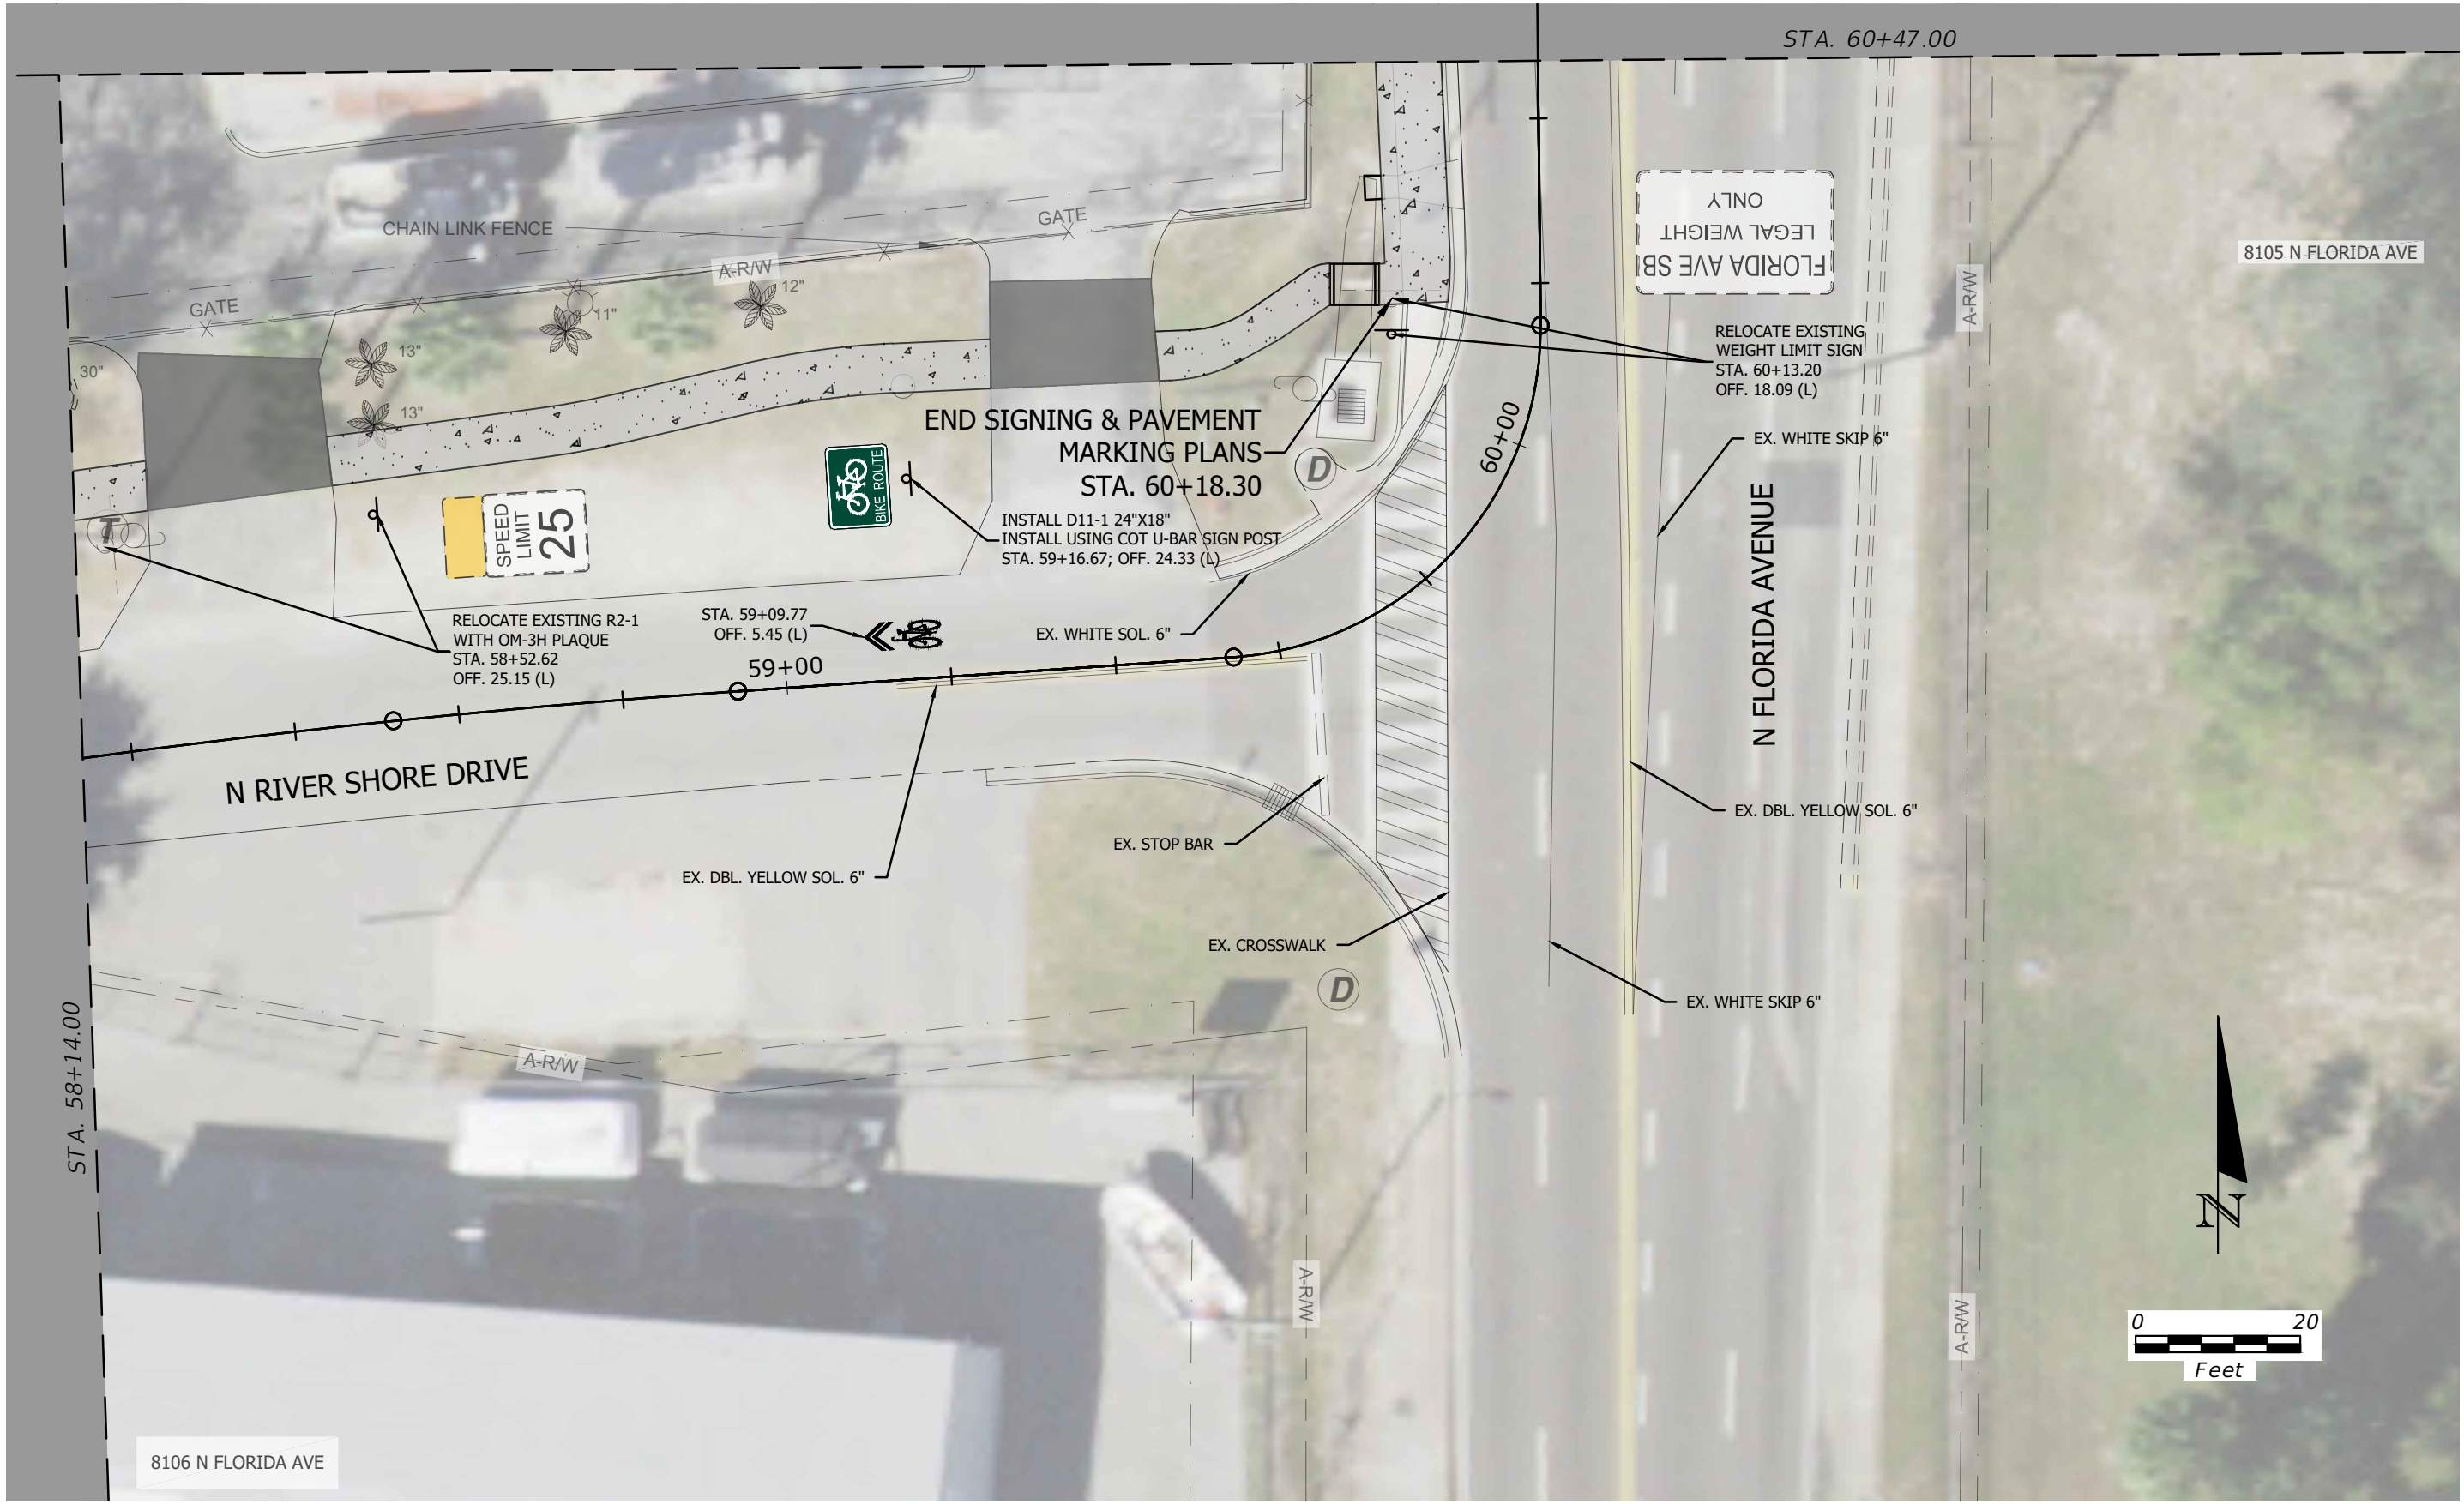 STA. 60+47.00
FLORIDA AVE SB
LEGAL WEIGHT
ONLY
8105 N FLORIDA AVE
CHAIN LINK FENCE
GATE
A-R/W
GATE
12"
11"
13"
13"
30"
A-R/W
RELOCATE EXISTING
WEIGHT LIMIT SIGN
STA. 60+13.20
OFF. 18.09 (L)
END SIGNING & PAVEMENT
MARKING PLANS
STA. 60+18.30
D
60+00
EX. WHITE SKIP 6"
N FLORIDA AVENUE
BIKE ROUTE
SPEED
LIMIT
25
T
INSTALL D11-1 24"X18"
INSTALL USING COT U-BAR SIGN POST
STA. 59+16.67; OFF. 24.33 (L)
RELOCATE EXISTING R2-1
WITH OM-3H PLAQUE
STA. 58+52.62
OFF. 25.15 (L)
STA. 59+09.77
OFF. 5.45 (L)
EX. WHITE SOL. 6"
59+00
N RIVER SHORE DRIVE
EX. DBL. YELLOW SOL. 6"
EX. STOP BAR
EX. DBL. YELLOW SOL. 6"
EX. CROSSWALK
D
EX. WHITE SKIP 6"
STA. 58+14.00
A-R/W
A-R/W
A-R/W
N
0 20
Feet
8106 N FLORIDA AVE